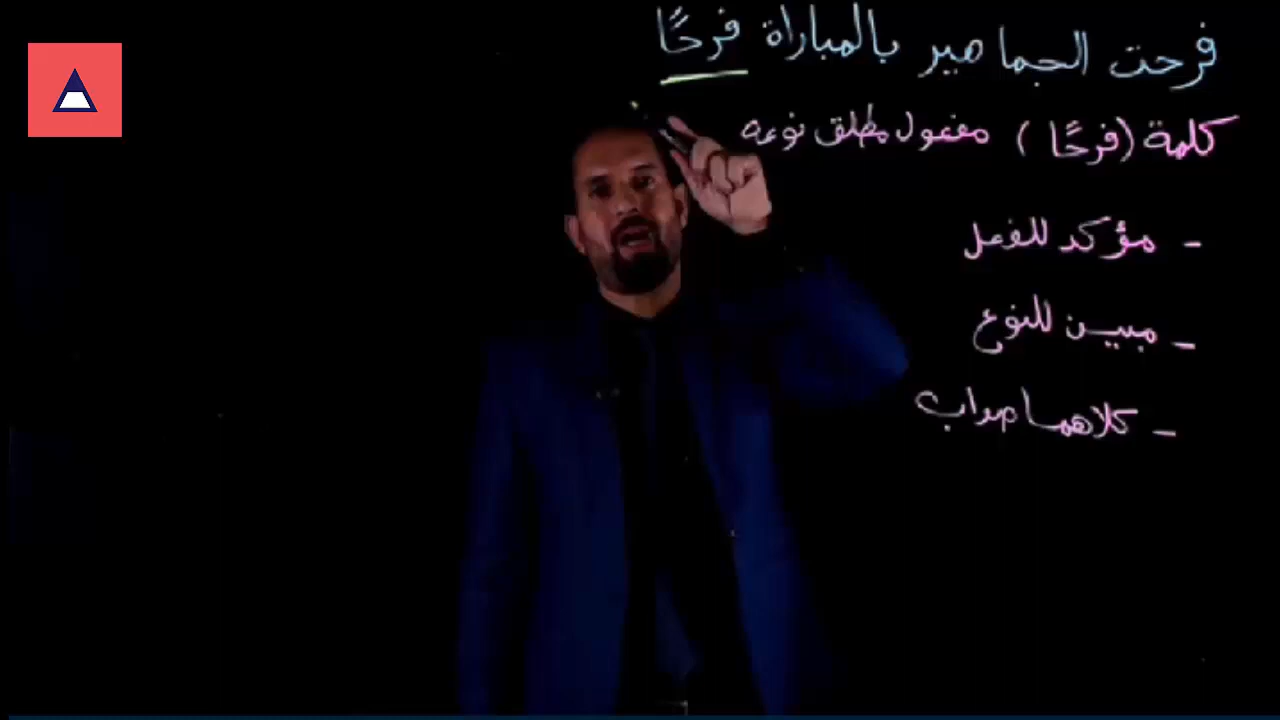 فرحت الجماهير بالمباراة فرحًا
كلمة (فرحًا) مفعول مطلق نوعه
- مؤكد للفعل
- مبين للنوع
- كلاهما صواب